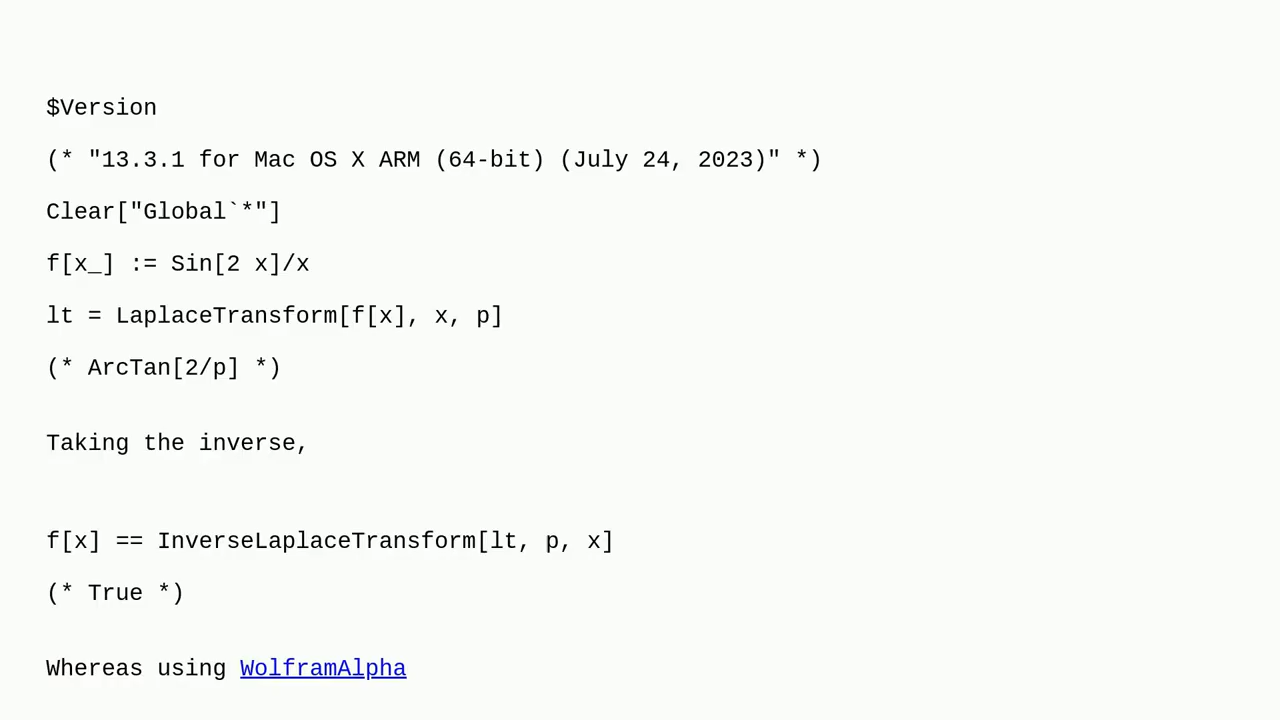 $Version
(* "13.3.1 for Mac OS X ARM (64-bit) (July 24, 2023)" *)
Clear["Global`*"]
f[x_] := Sin[2 x]/x
lt = LaplaceTransform[f[x], x, p]
(* ArcTan[2/p] *)
Taking the inverse,
f[x] == InverseLaplaceTransform[lt, p, x]
(* True *)
Whereas using WolframAlpha